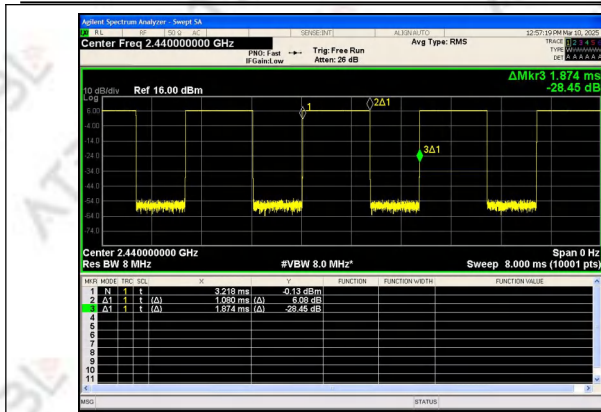 Agilent Spectrum Analyzer - Swept SA
RL RF 50 Ω AC SENSE:INT ALIGN AUTO 12:57:19 PM Mar 10, 2025
Center Freq 2.440000000 GHz Avg Type: RMS TRACE 1 2 3 4 5 6
PNO: Fast Trig: Free Run TYPE
IFGain:Low Atten: 26 dB DET A A A A A A
ΔMkr3 1.874 ms
10 dB/div Ref 16.00 dBm -28.45 dB
Log
6.00
-4.00
-14.0
-24.0
-34.0
-44.0
-54.0
-64.0
-74.0
1
2Δ1
3Δ1
Center 2.440000000 GHz Span 0 Hz
Res BW 8 MHz #VBW 8.0 MHz* Sweep 8.000 ms (10001 pts)
MKR MODE TRC SCL X Y FUNCTION FUNCTION WIDTH FUNCTION VALUE
1 N 1 t 3.218 ms -0.13 dBm
2 Δ1 1 t (Δ) 1.080 ms (Δ) 6.08 dB
3 Δ1 1 t (Δ) 1.874 ms (Δ) -28.45 dB
4
5
6
7
8
9
10
11
MSG STATUS